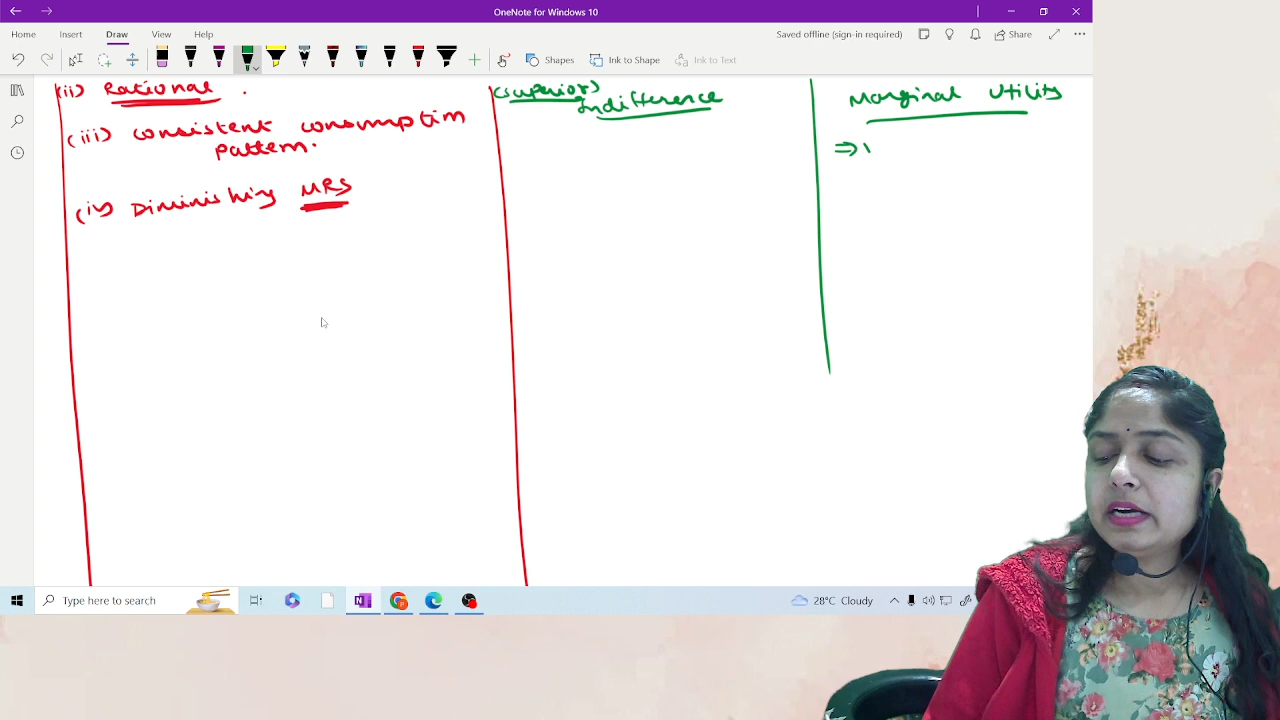 OneNote for Windows 10
Home Insert Draw View Help
Saved offline (sign-in required)
Share
Shapes
Ink to Shape
Ink to Text
(ii) Rational .
(iii) consistent consumption
pattern.
(iv) Diminishing MRS
(superior)
Indifference
Marginal Utility
⇒
Type here to search
28°C Cloudy